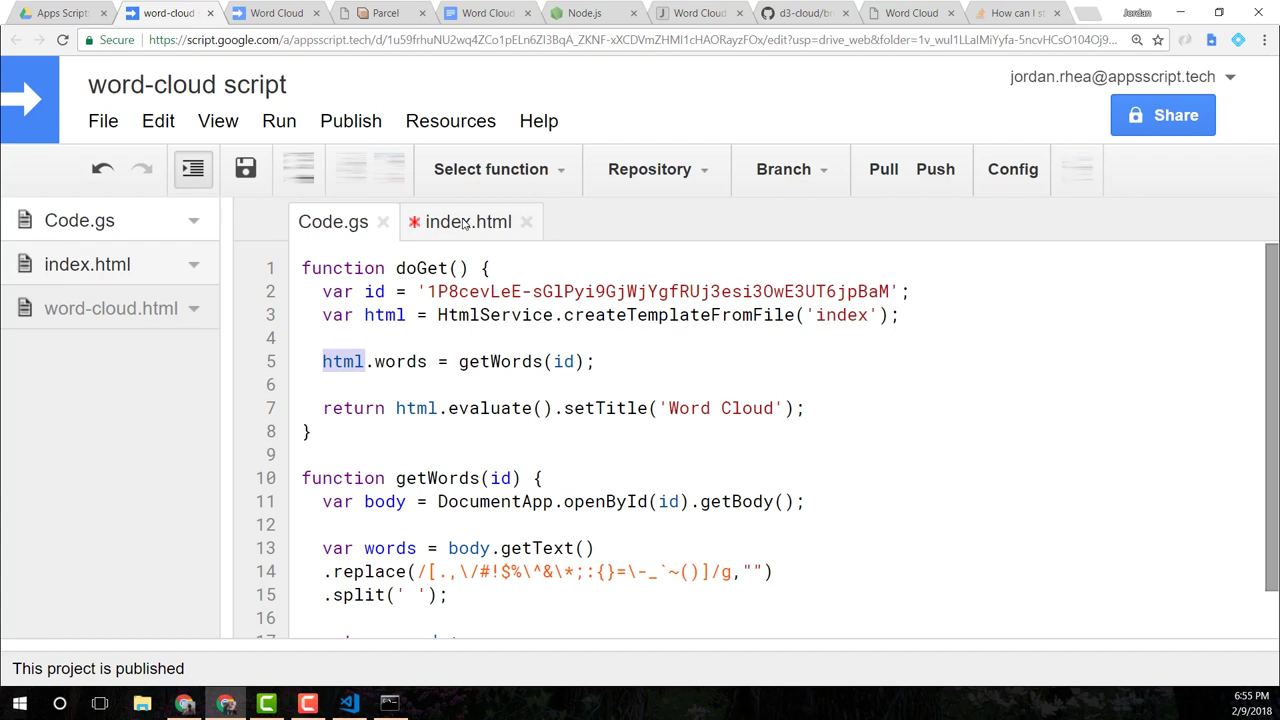 Apps Script
word-cloud
Word Cloud
Parcel
Word Cloud
Node.js
Word Cloud
d3-cloud/b
Word Cloud
How can I s
Jordan
Secure
https://script.google.com/a/appsscript.tech/d/1u59frhuNU2wq4ZCo1pELn6Zl3BqA_ZKNF-xXCDVmZHMI1cHAORayzFOx/edit?usp=drive_web&folder=1v_wul1LLaIMiYyfa-5ncvHCsO104Oj9...
word-cloud script
jordan.rhea@appsscript.tech
File Edit View Run Publish Resources Help
Share
Select function Repository Branch Pull Push Config
Code.gs
index.html
word-cloud.html
Code.gs
* index.html
1 function doGet() {
2 var id = '1P8cevLeE-sGlPyi9GjWjYgfRUj3esi3OwE3UT6jpBaM';
3 var html = HtmlService.createTemplateFromFile('index');
4
5 html.words = getWords(id);
6
7 return html.evaluate().setTitle('Word Cloud');
8 }
9
10 function getWords(id) {
11 var body = DocumentApp.openById(id).getBody();
12
13 var words = body.getText()
14 .replace(/[.,\/#!$%\^&\*;:{}=\-_`~()]/g,"")
15 .split(' ');
16
17
This project is published
6:55 PM
2/9/2018